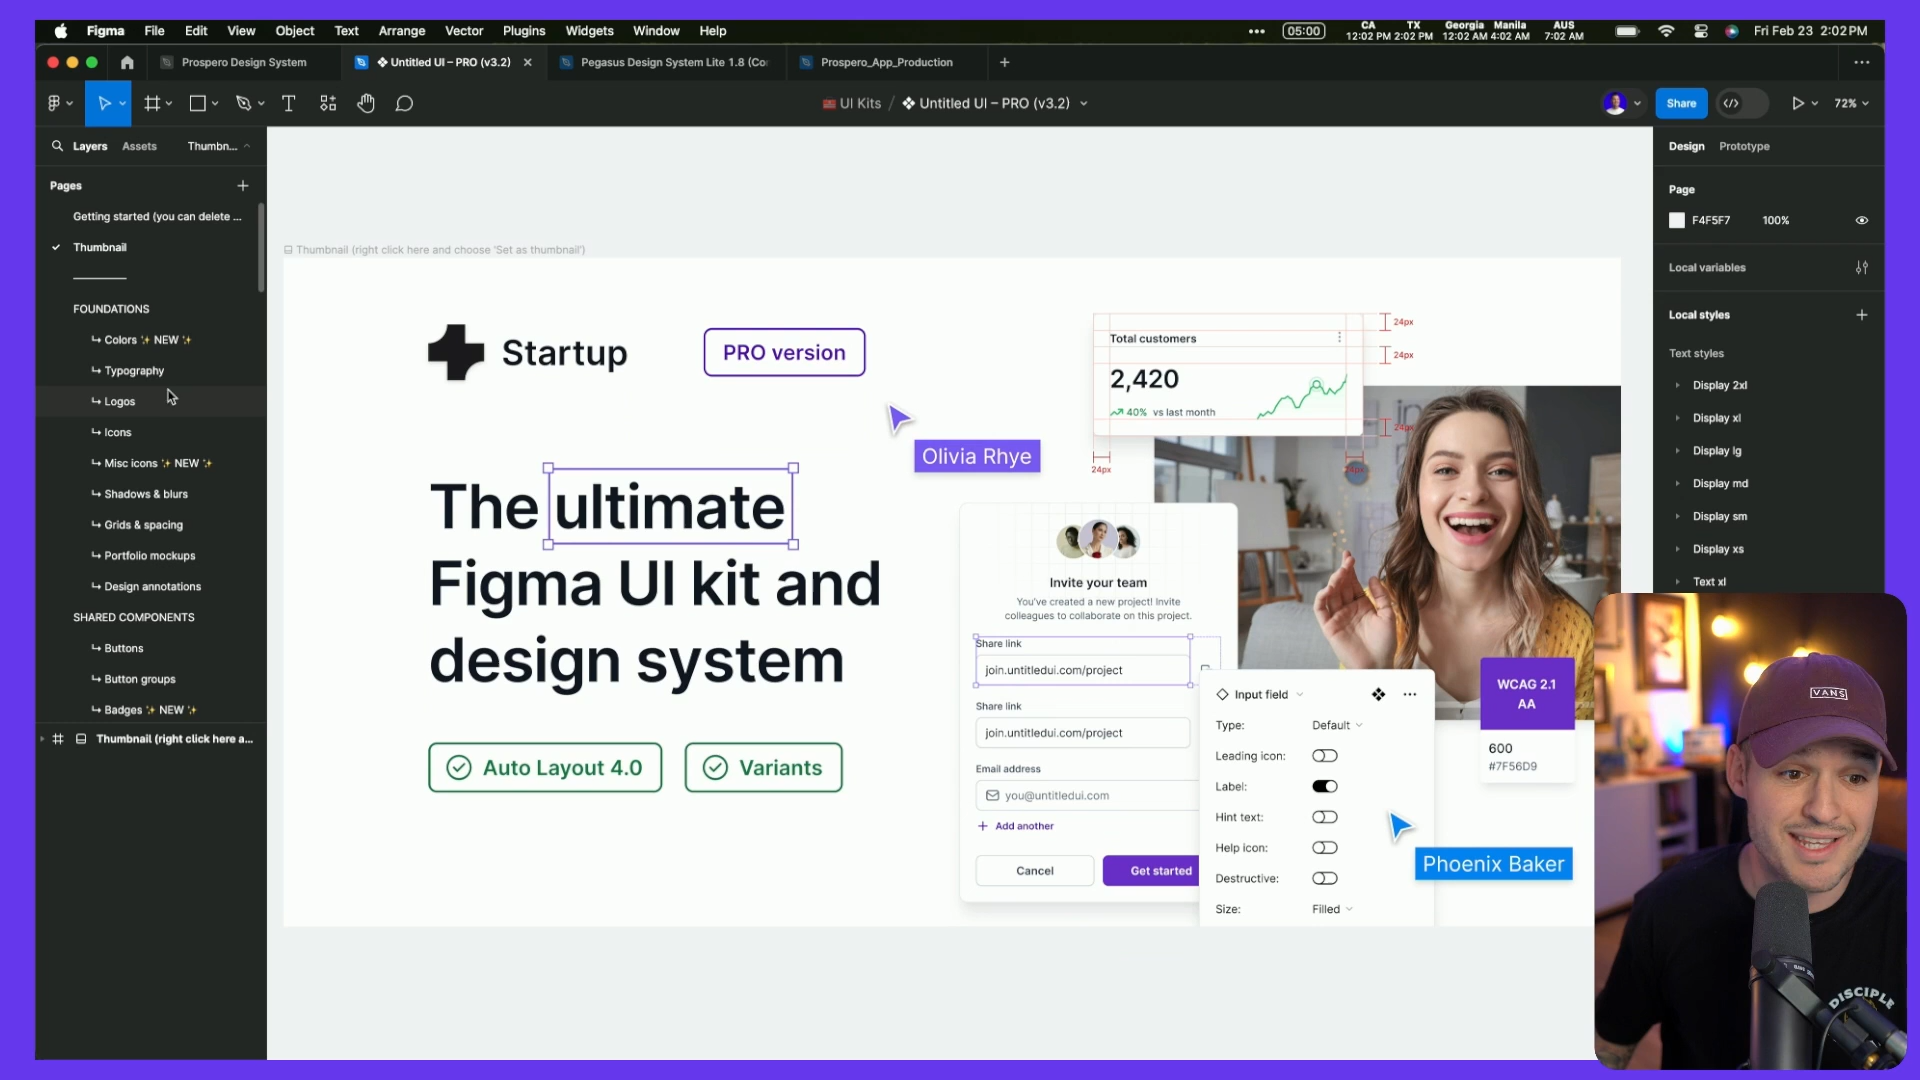 Figma File Edit View Object Text Arrange Vector Plugins Widgets Window Help
05:00
CA TX Georgia Manila AUS
12:02 PM 2:02 PM 12:02 AM 4:02 AM 7:02 AM
Fri Feb 23 2:02 PM
Prospero Design System
Untitled UI – PRO (v3.2)
Pegasus Design System Lite 1.8 (Co
Prospero_App_Production
UI Kits / Untitled UI – PRO (v3.2)
Share
72%
Layers Assets Thumbn...
Pages
Getting started (you can delete ...
Thumbnail
FOUNDATIONS
↳ Colors ✨ NEW ✨
↳ Typography
↳ Logos
↳ Icons
↳ Misc icons ✨ NEW ✨
↳ Shadows & blurs
↳ Grids & spacing
↳ Portfolio mockups
↳ Design annotations
SHARED COMPONENTS
↳ Buttons
↳ Button groups
↳ Badges ✨ NEW ✨
Thumbnail (right click here a...
Thumbnail (right click here and choose 'Set as thumbnail')
Startup
PRO version
Olivia Rhye
The ultimate
Figma UI kit and
design system
Auto Layout 4.0
Variants
Total customers
2,420
40% vs last month
24px
24px
24px
24px
24px
Invite your team
You've created a new project! Invite
colleagues to collaborate on this project.
Share link
join.untitledui.com/project
Share link
join.untitledui.com/project
Email address
you@untitledui.com
Add another
Cancel
Get started
Input field
Type: Default
Leading icon:
Label:
Hint text:
Help icon:
Destructive:
Size: Filled
WCAG 2.1
AA
600
#7F56D9
Phoenix Baker
Design Prototype
Page
F4F5F7 100%
Local variables
Local styles
Text styles
Display 2xl
Display xl
Display lg
Display md
Display sm
Display xs
Text xl
VANS
DISCIPLE